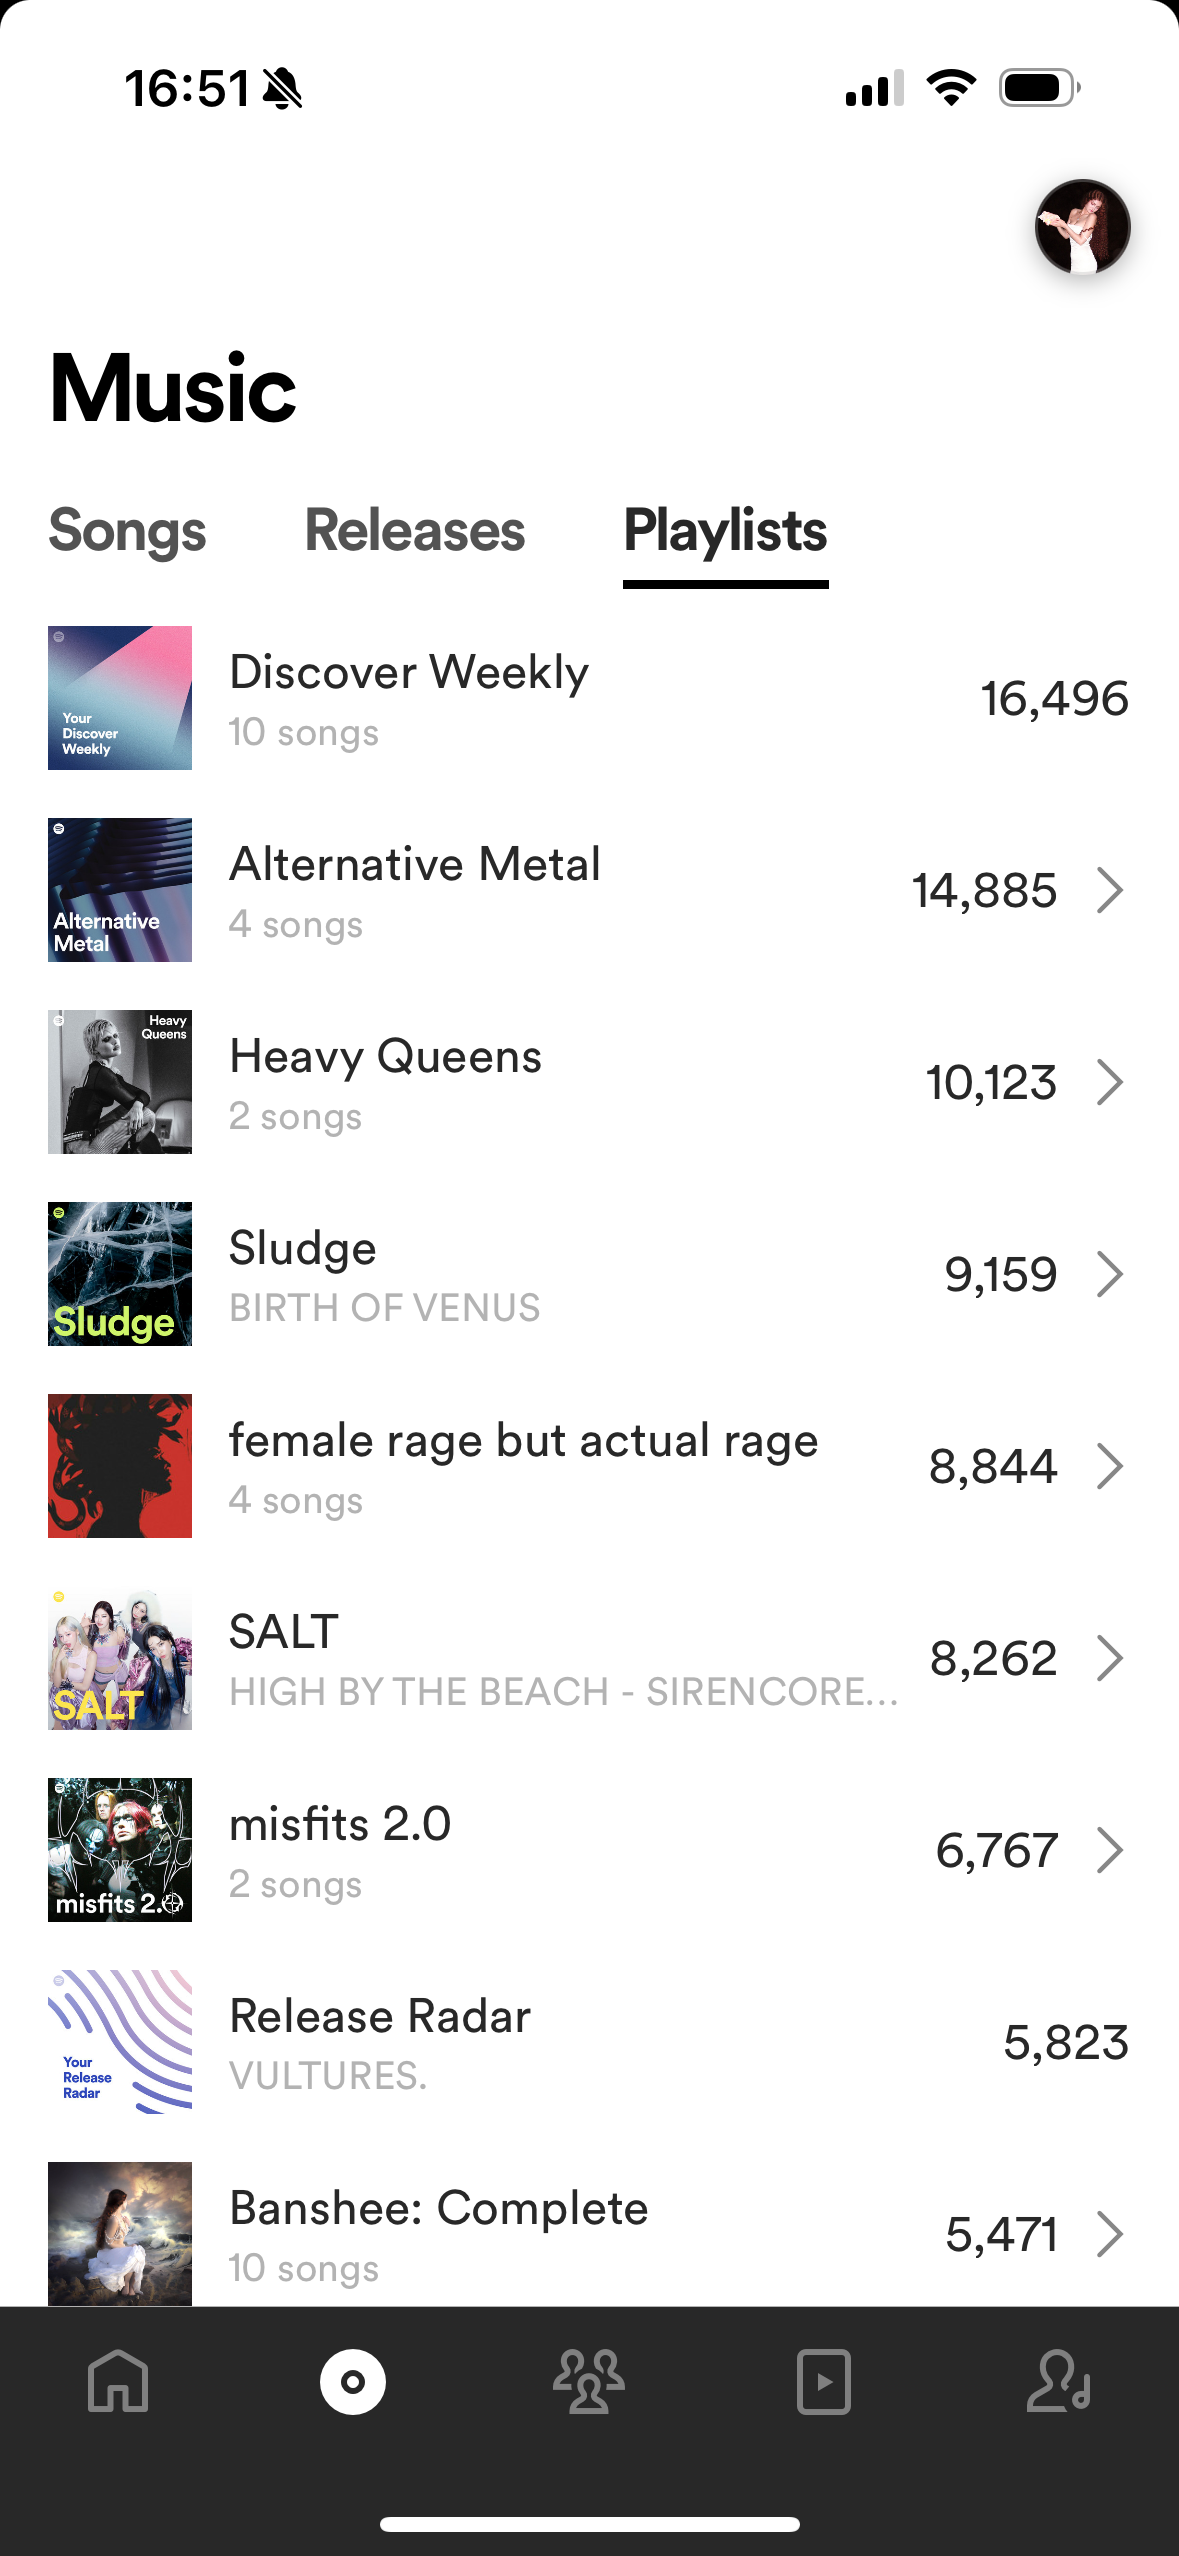 16:51
Music
Songs Releases Playlists
Your
Discover
Weekly
Discover Weekly
10 songs
16,496
Alternative
Metal
Alternative Metal
4 songs
14,885
Heavy
Queens
Heavy Queens
2 songs
10,123
Sludge
Sludge
BIRTH OF VENUS
9,159
female rage but actual rage
4 songs
8,844
SALT
SALT
HIGH BY THE BEACH - SIRENCORE...
8,262
misfits 2.0
misfits 2.0
2 songs
6,767
Your
Release
Radar
Release Radar
VULTURES.
5,823
Banshee: Complete
10 songs
5,471